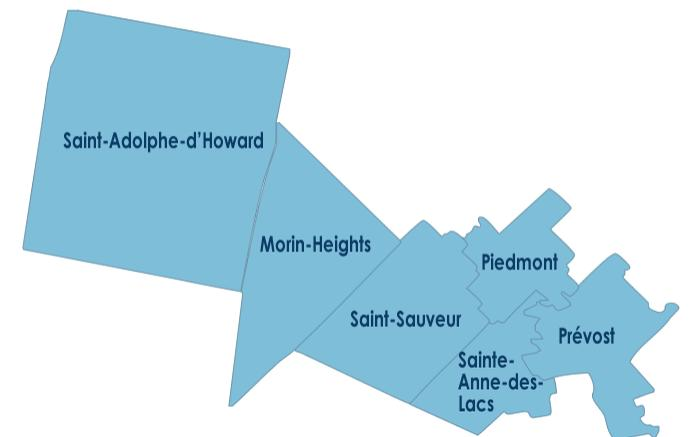 Saint-Adolphe-d’Howard
Morin-Heights
Piedmont
Saint-Sauveur
Prévost
Sainte-
Anne-des-
Lacs